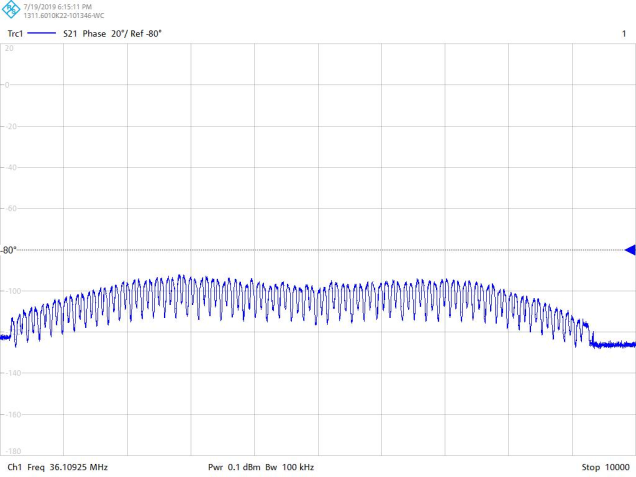 7/19/2019 6:15:11 PM
1311.6010K22-101346-WC
Trc1 S21 Phase 20°/ Ref -80° 1
20
0
-20
-40
-60
-80°
-100
-120
-140
-160
-180
Ch1 Freq 36.10925 MHz Pwr 0.1 dBm Bw 100 kHz Stop 10000